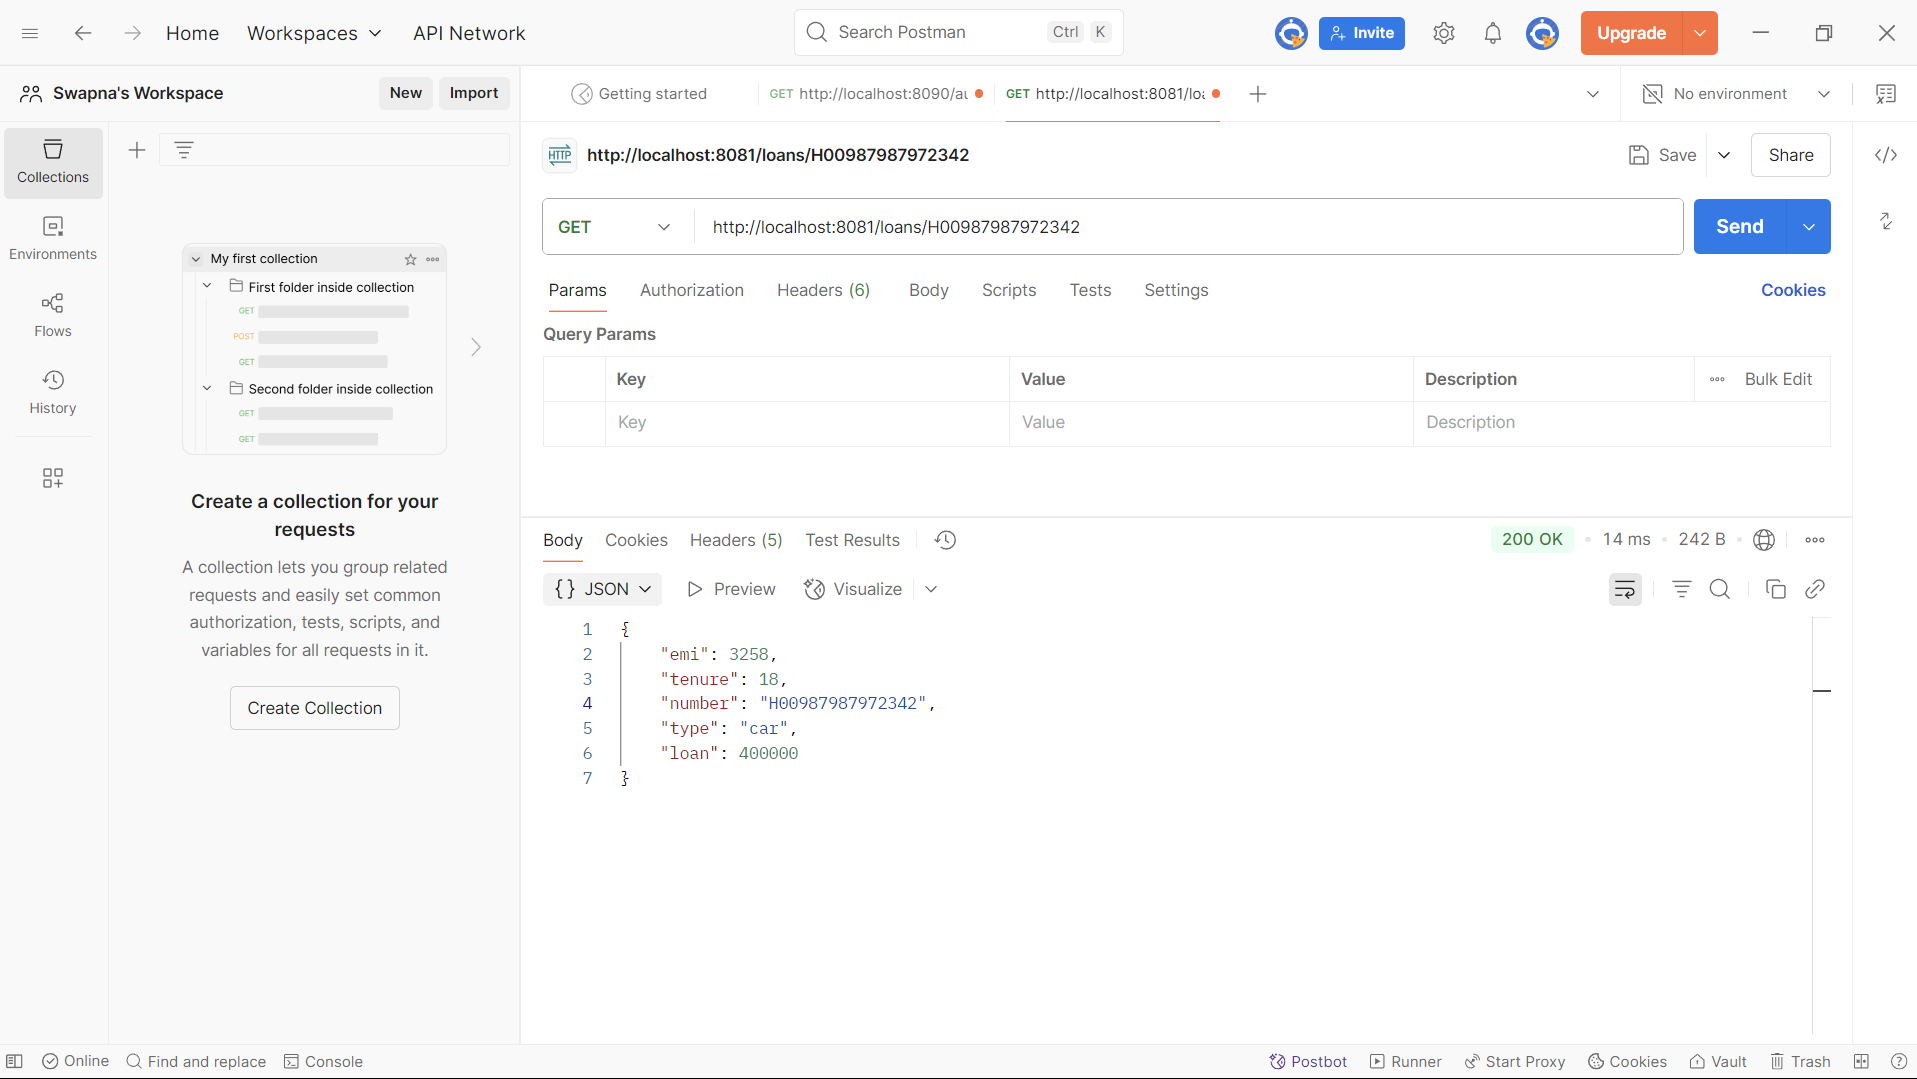 Home Workspaces API Network Search Postman Ctrl K Invite Upgrade
Swapna's Workspace New Import
Getting started GET http://localhost:8090/au GET http://localhost:8081/loa No environment
Collections
Environments
Flows
History
My first collection
First folder inside collection
GET
POST
GET
Second folder inside collection
GET
GET
Create a collection for your
requests
A collection lets you group related
requests and easily set common
authorization, tests, scripts, and
variables for all requests in it.
Create Collection
HTTP http://localhost:8081/loans/H00987987972342 Save Share
GET http://localhost:8081/loans/H00987987972342 Send
Params Authorization Headers (6) Body Scripts Tests Settings Cookies
Query Params
Key Value Description Bulk Edit
Key Value Description
Body Cookies Headers (5) Test Results 200 OK 14 ms 242 B
{} JSON Preview Visualize
1 {
2 "emi": 3258,
3 "tenure": 18,
4 "number": "H00987987972342",
5 "type": "car",
6 "loan": 400000
7 }
Online Find and replace Console Postbot Runner Start Proxy Cookies Vault Trash